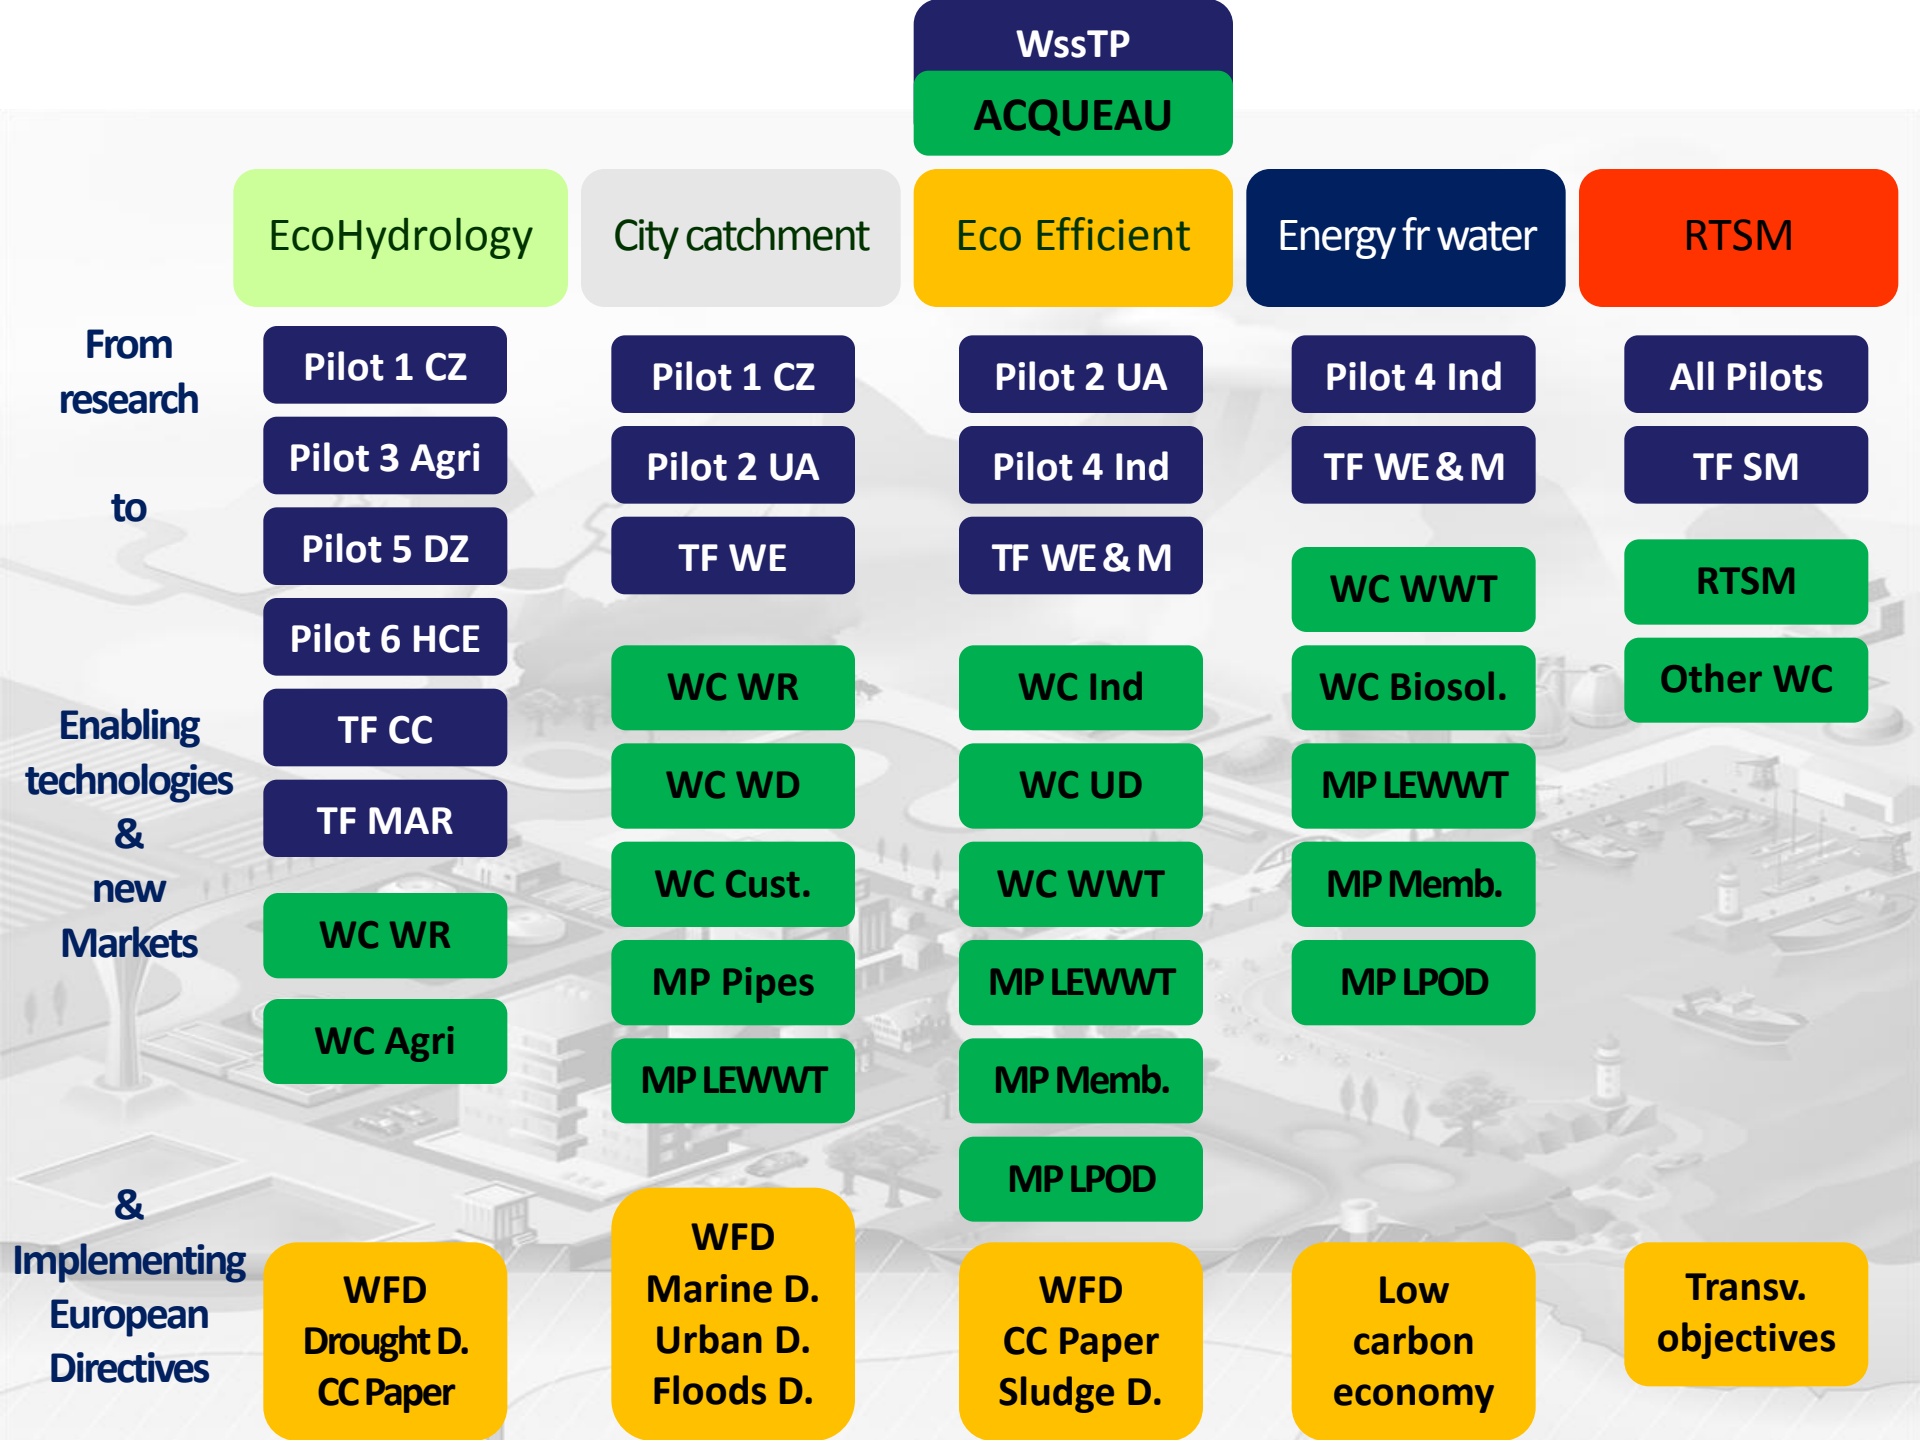 WssTP
ACQUEAU
EcoHydrology
City catchment
Eco Efficient
Energy fr water
RTSM
From
research
to
Enabling
technologies
&
new
Markets
&
Implementing
European
Directives
Pilot 1 CZ
Pilot 3 Agri
Pilot 5 DZ
Pilot 6 HCE
TF CC
TF MAR
WC WR
WC Agri
WFD
Drought D.
CC Paper
Pilot 1 CZ
Pilot 2 UA
TF WE
WC WR
WC WD
WC Cust.
MP Pipes
MP LEWWT
WFD
Marine D.
Urban D.
Floods D.
Pilot 2 UA
Pilot 4 Ind
TF WE & M
WC Ind
WC UD
WC WWT
MP LEWWT
MP Memb.
MP LPOD
WFD
CC Paper
Sludge D.
Pilot 4 Ind
TF WE & M
WC WWT
WC Biosol.
MP LEWWT
MP Memb.
MP LPOD
Low
carbon
economy
All Pilots
TF SM
RTSM
Other WC
Transv.
objectives